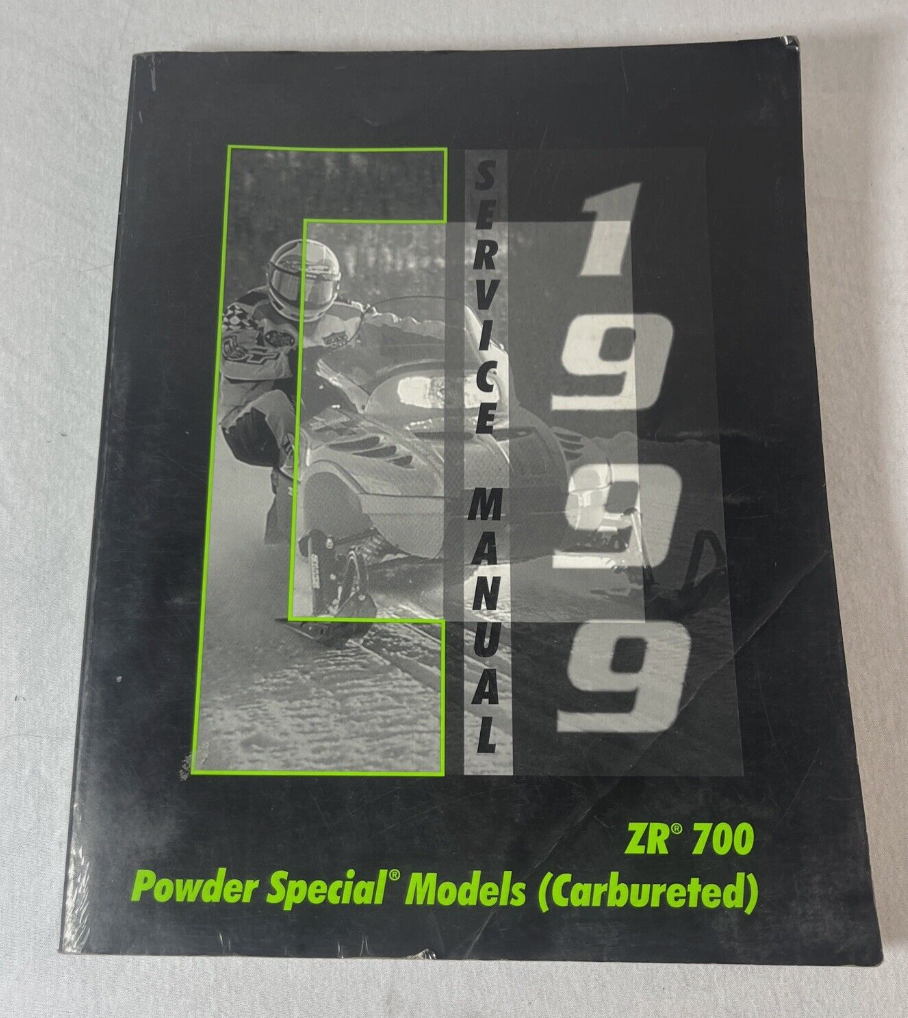 SERVICE MANUAL
1999
ZR® 700
Powder Special® Models (Carbureted)